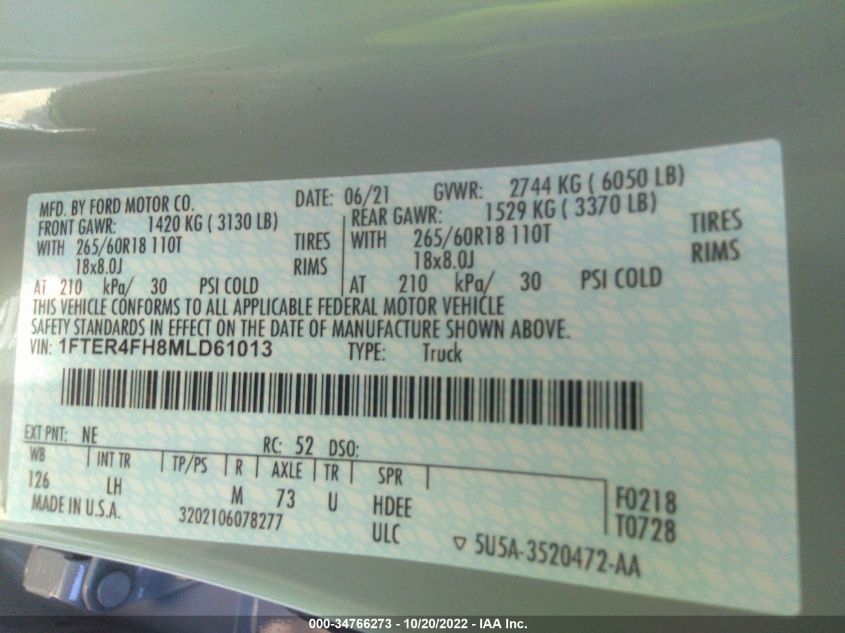 MFD. BY FORD MOTOR CO. DATE: 06/21 GVWR: 2744 KG ( 6050 LB)
FRONT GAWR: 1420 KG ( 3130 LB) REAR GAWR: 1529 KG ( 3370 LB)
WITH 265/60R18 110T TIRES WITH 265/60R18 110T TIRES
18x8.0J RIMS 18x8.0J RIMS
AT 210 kPa/ 30 PSI COLD AT 210 kPa/ 30 PSI COLD
THIS VEHICLE CONFORMS TO ALL APPLICABLE FEDERAL MOTOR VEHICLE
SAFETY STANDARDS IN EFFECT ON THE DATE OF MANUFACTURE SHOWN ABOVE.
VIN: 1FTER4FH8MLD61013 TYPE: Truck
EXT PNT: NE RC: 52 DSO:
WB INT TR TP/PS R AXLE TR SPR
126 LH M 73 U HDEE F0218
MADE IN U.S.A. 3202106078277 ULC T0728
▽ 5U5A-3520472-AA
000-34766273 - 10/20/2022 - IAA Inc.